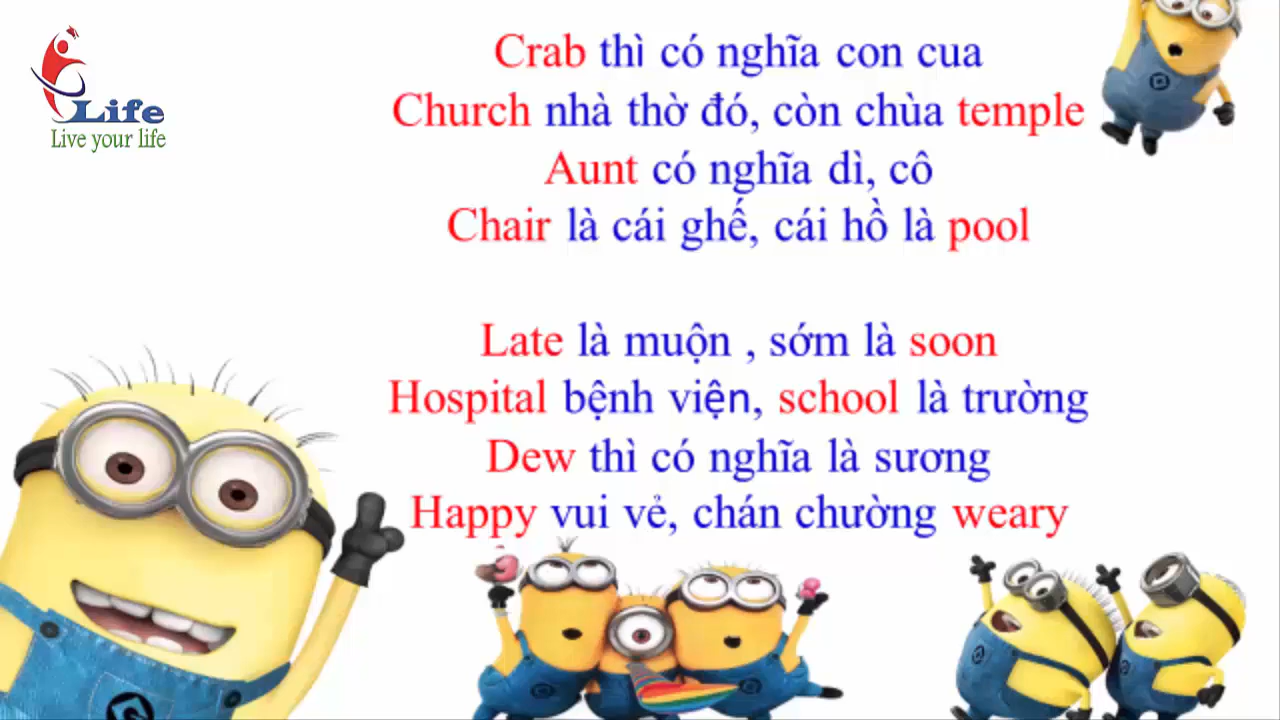 Life
Live your life
Crab thì có nghĩa con cua
Church nhà thờ đó, còn chùa temple
Aunt có nghĩa dì, cô
Chair là cái ghế, cái hồ là pool
Late là muộn , sớm là soon
Hospital bệnh viện, school là trường
Dew thì có nghĩa là sương
Happy vui vẻ, chán chường weary